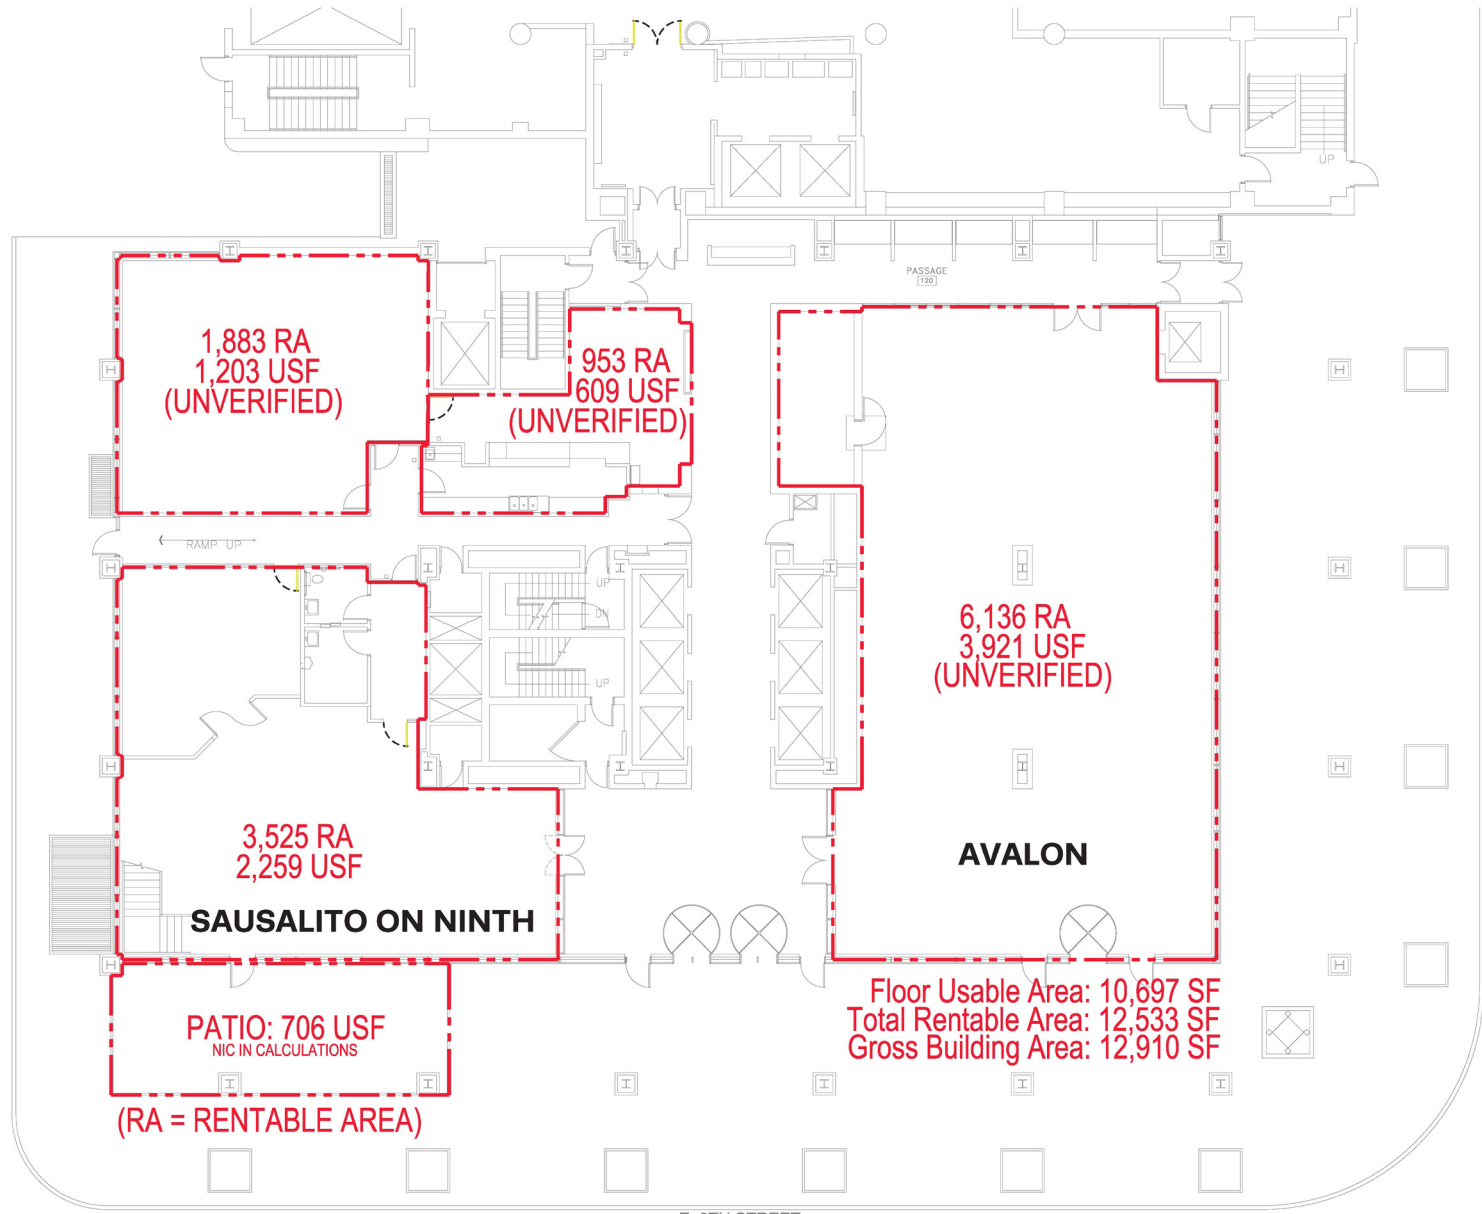 UP
PASSAGE
120
1,883 RA
1,203 USF
(UNVERIFIED)
953 RA
609 USF
(UNVERIFIED)
RAMP UP
UP
DN
UP
6,136 RA
3,921 USF
(UNVERIFIED)
3,525 RA
2,259 USF
AVALON
SAUSALITO ON NINTH
Floor Usable Area: 10,697 SF
Total Rentable Area: 12,533 SF
Gross Building Area: 12,910 SF
PATIO: 706 USF
NIC IN CALCULATIONS
(RA = RENTABLE AREA)